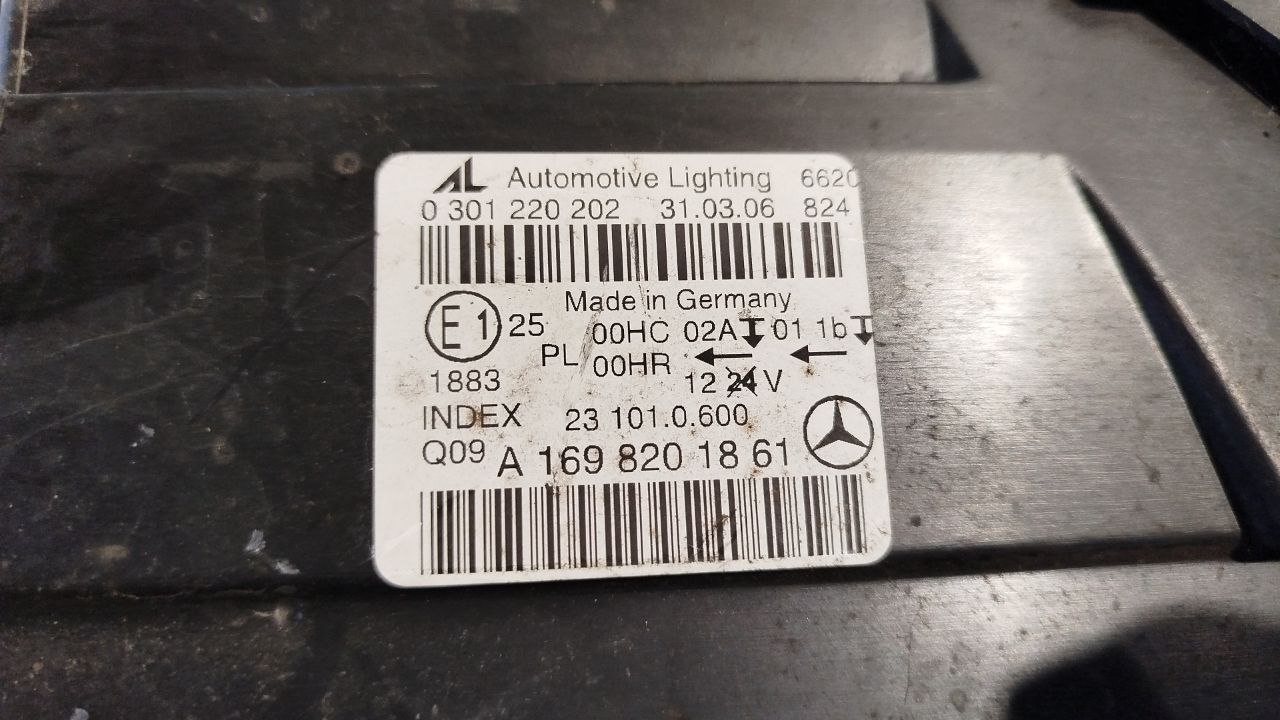 AL Automotive Lighting 6620
0 301 220 202 31.03.06 824
Made in Germany
E1 25 00HC 02A 01 1b
PL 00HR
1883 12 24 V
INDEX 23 101.0.600
Q09 A 169 820 18 61